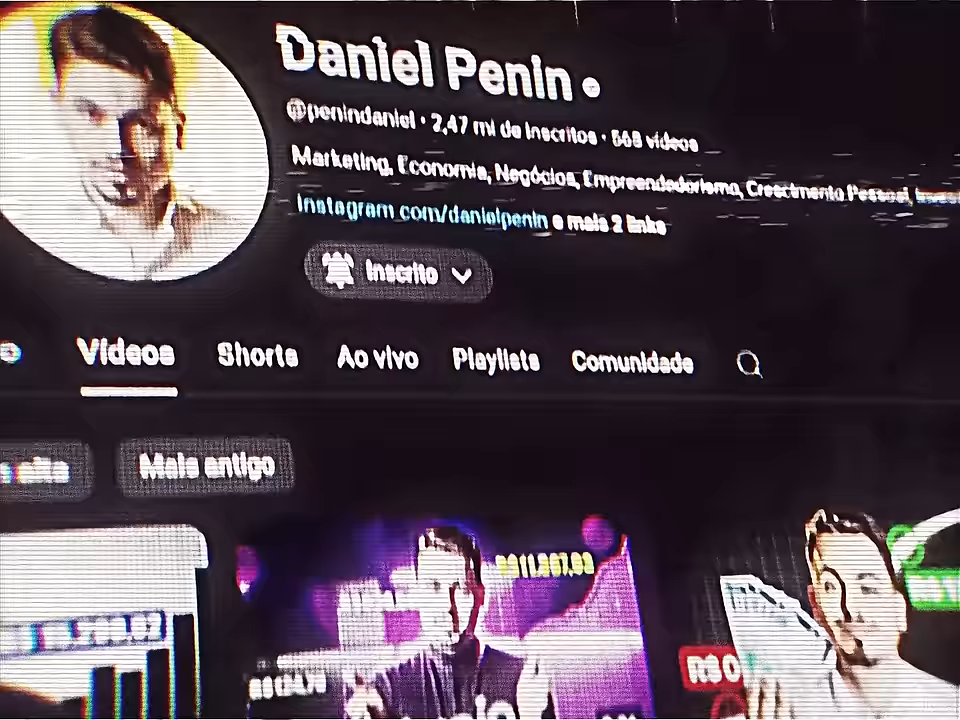 Daniel Penin
@penindaniel • 2,47 mi de inscritos • 568 vídeos
Marketing, Economia, Negócios, Empreendedorismo, Crescimento Pessoal,
instagram.com/danielpenin e mais 2 links
Inscrito
Vídeos Shorts Ao vivo Playlists Comunidade
Mais antigo
R$0